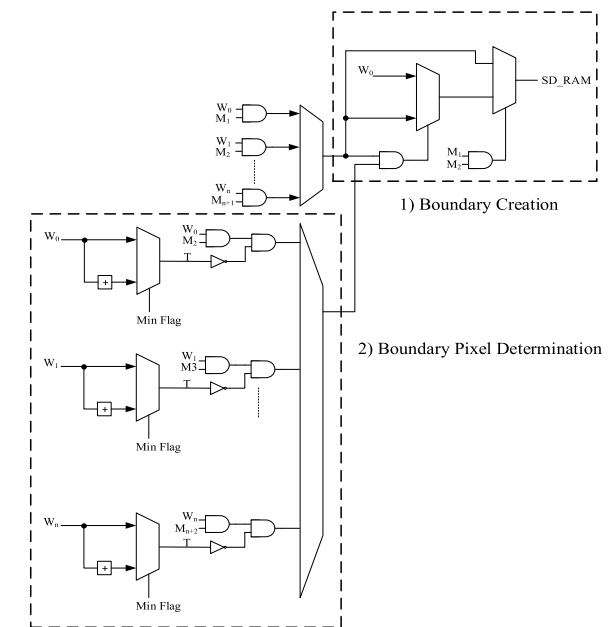 W₀
SD_RAM
W₀
M₁
M₁
M₂
W₁
M₂
Wₙ
Mₙ₊₁
1) Boundary Creation
W₀
W₀
M₂
T
+
Min Flag
2) Boundary Pixel Determination
W₁
W₁
M3
T
+
Min Flag
Wₙ
Wₙ
Mₙ₊₂
T
+
Min Flag